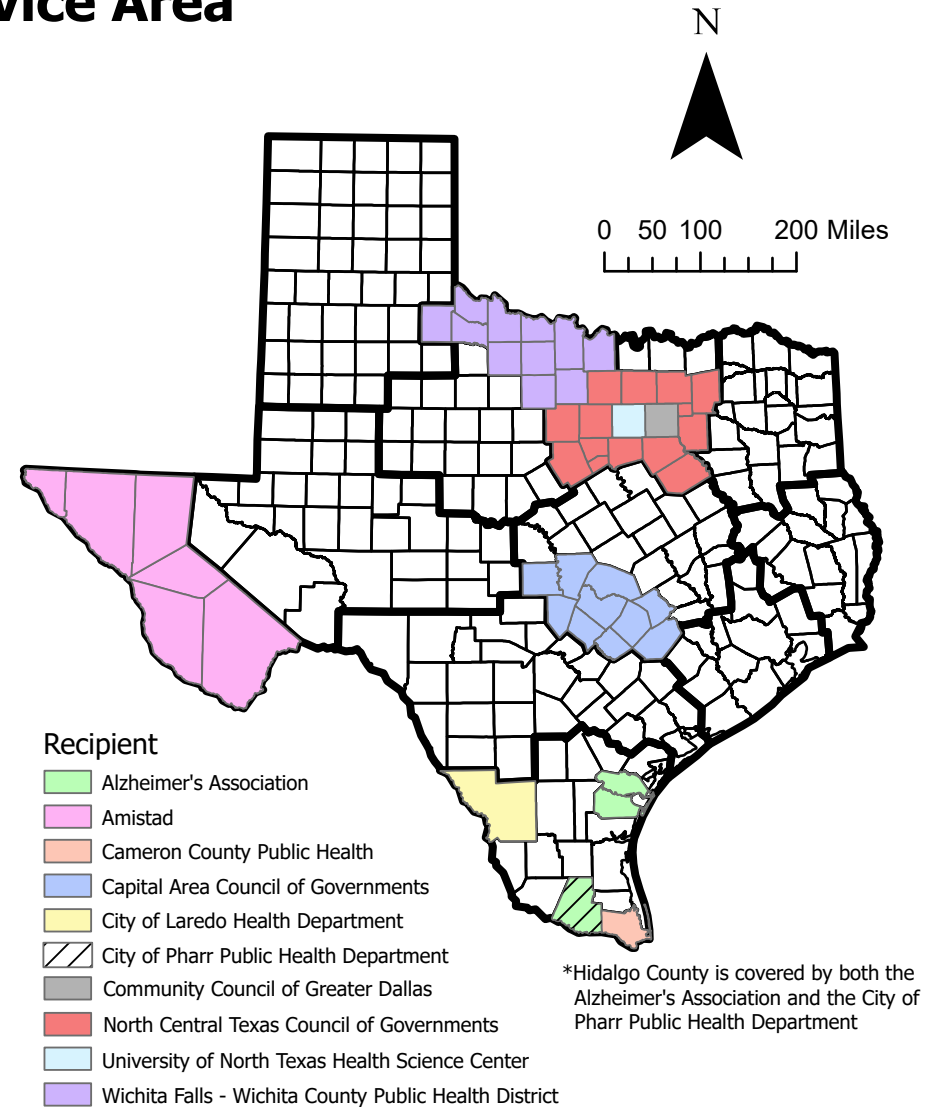 vice Area
N
0 50 100 200 Miles
Recipient
Alzheimer's Association
Amistad
Cameron County Public Health
Capital Area Council of Governments
City of Laredo Health Department
City of Pharr Public Health Department
Community Council of Greater Dallas
North Central Texas Council of Governments
University of North Texas Health Science Center
Wichita Falls - Wichita County Public Health District
*Hidalgo County is covered by both the
Alzheimer's Association and the City of
Pharr Public Health Department